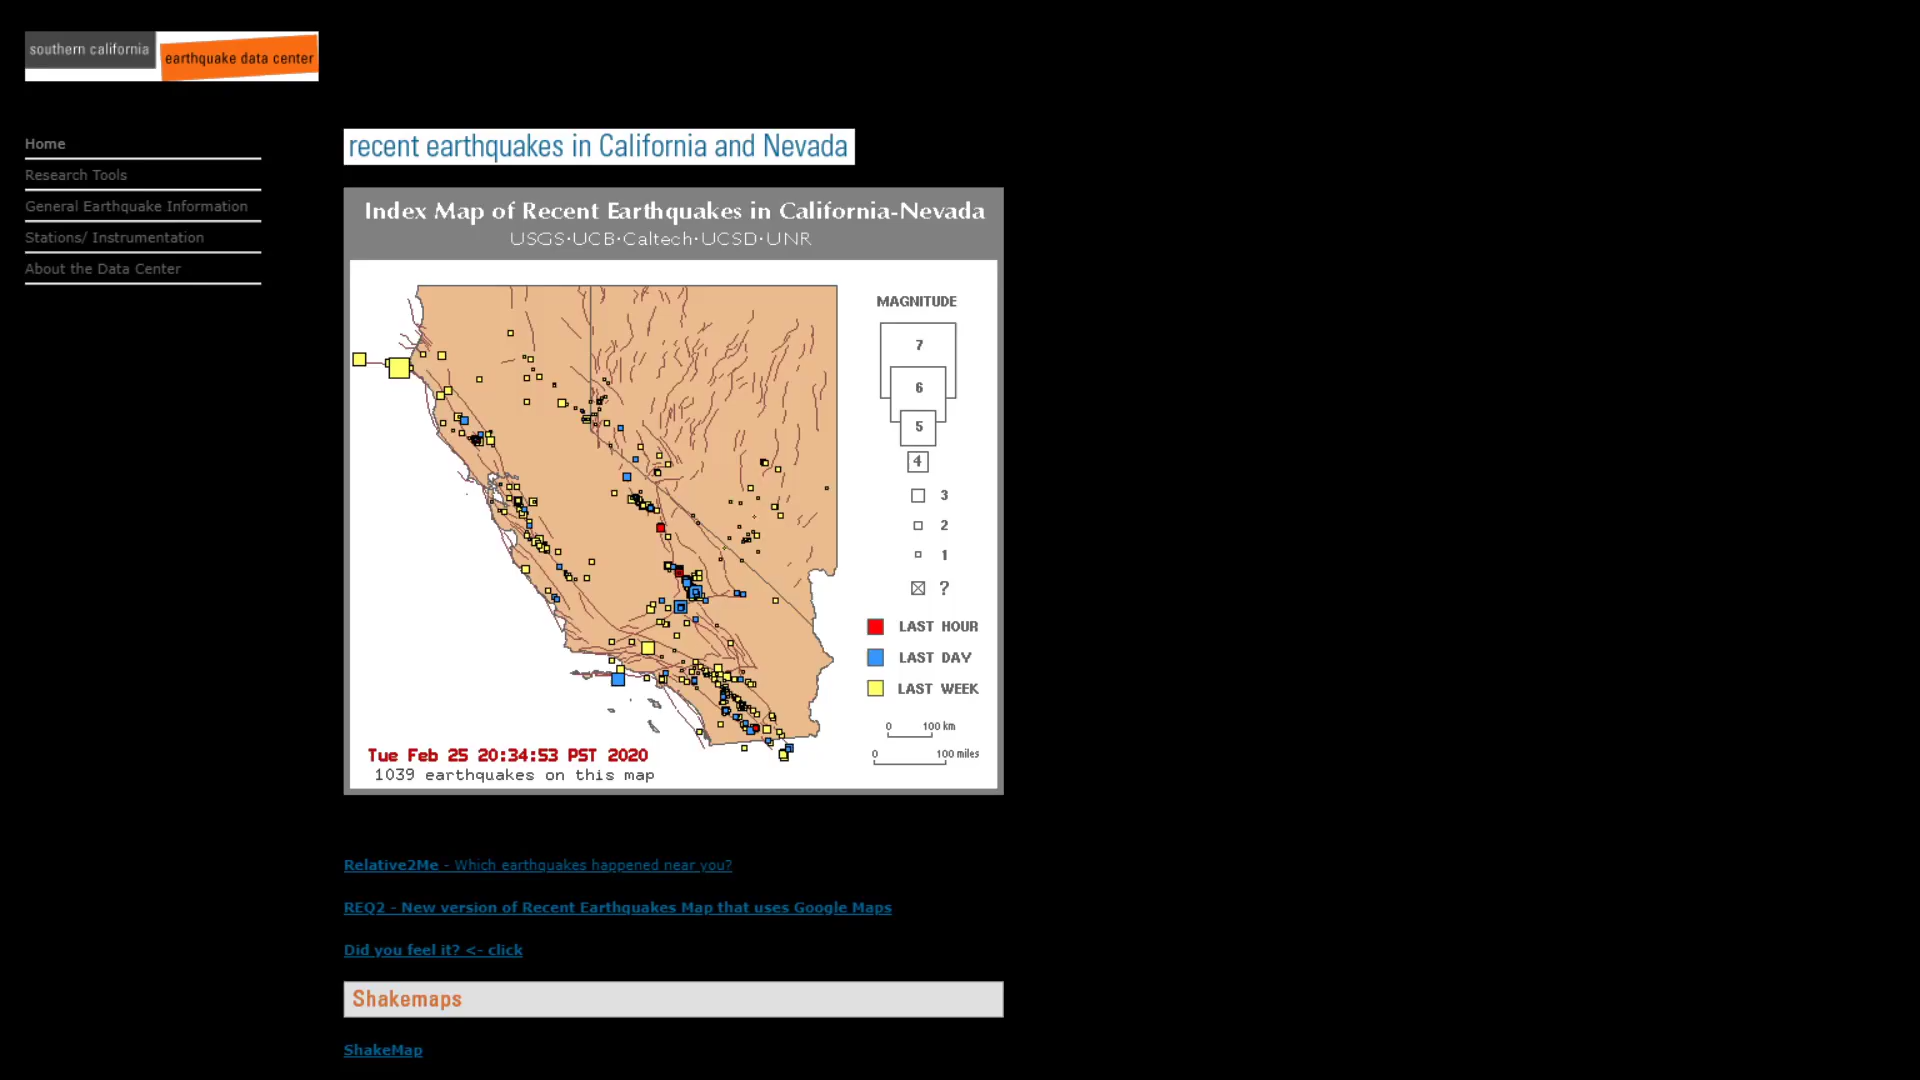 southern california
earthquake data center
Home
Research Tools
General Earthquake Information
Stations/ Instrumentation
About the Data Center
recent earthquakes in California and Nevada
Index Map of Recent Earthquakes in California-Nevada
USGS·UCB·Caltech·UCSD·UNR
MAGNITUDE
7
6
5
4
3
2
1
?
LAST HOUR
LAST DAY
LAST WEEK
0 100 km
0 100 miles
Tue Feb 25 20:34:53 PST 2020
1039 earthquakes on this map
Relative2Me - Which earthquakes happened near you?
REQ2 - New version of Recent Earthquakes Map that uses Google Maps
Did you feel it? <- click
Shakemaps
ShakeMap